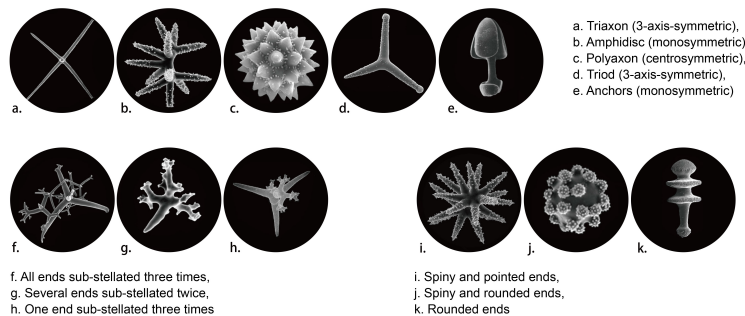 a. b. c. d. e.
a. Triaxon (3-axis-symmetric),
b. Amphidisc (monosymmetric)
c. Polyaxon (centrosymmetric),
d. Triod (3-axis-symmetric),
e. Anchors (monosymmetric)
f. g. h. i. j. k.
f. All ends sub-stellated three times,
g. Several ends sub-stellated twice,
h. One end sub-stellated three times
i. Spiny and pointed ends,
j. Spiny and rounded ends,
k. Rounded ends